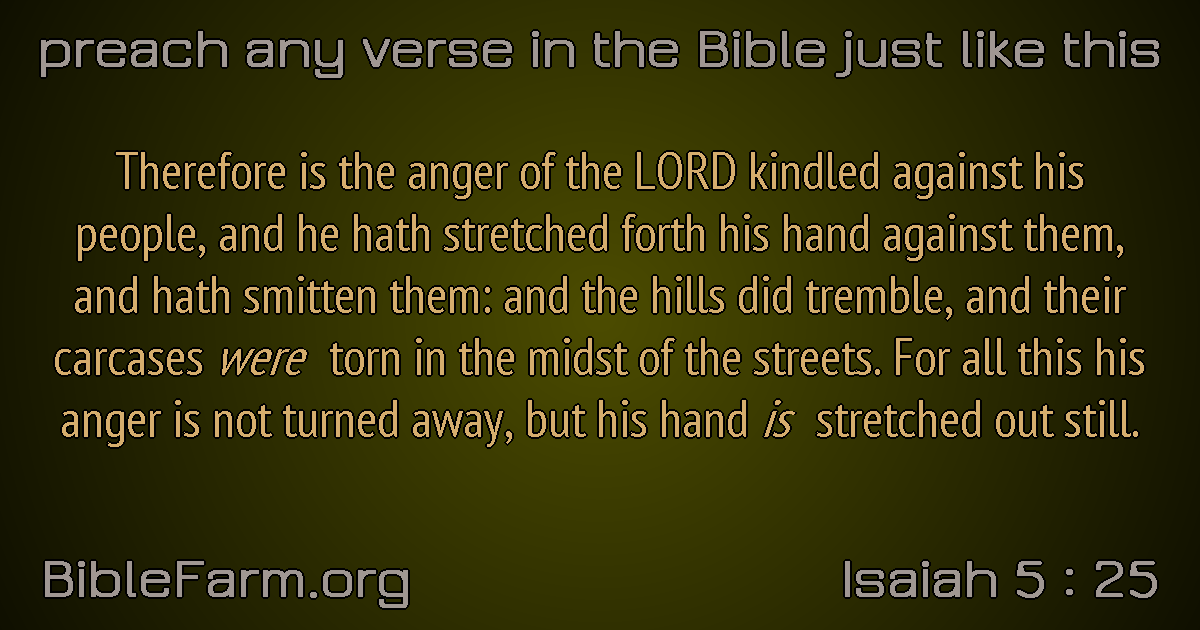 preach any verse in the Bible just like this
Therefore is the anger of the LORD kindled against his
people, and he hath stretched forth his hand against them,
and hath smitten them: and the hills did tremble, and their
carcases were torn in the midst of the streets. For all this his
anger is not turned away, but his hand is stretched out still.
BibleFarm.org
Isaiah 5 : 25